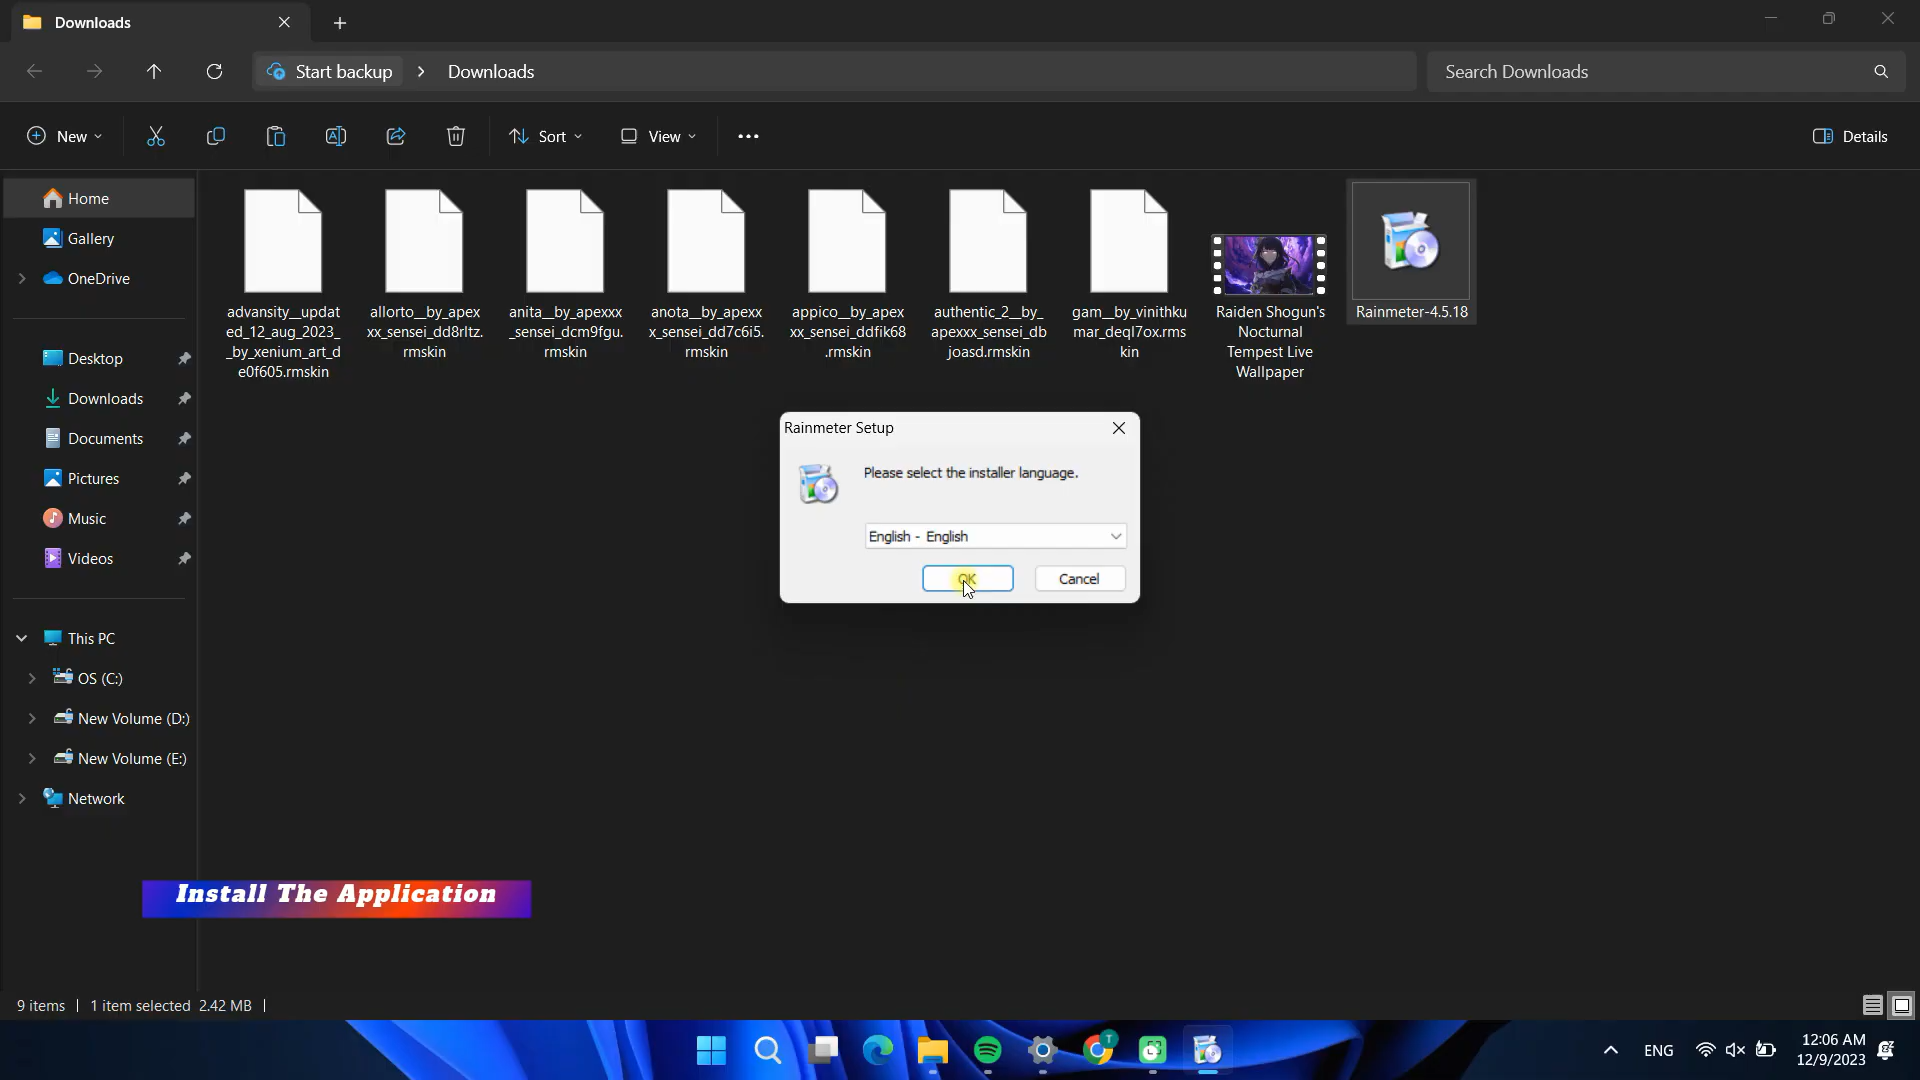 Downloads
Start backup > Downloads
Search Downloads
New
Sort
View
Details
Home
Gallery
OneDrive
Desktop
Downloads
Documents
Pictures
Music
Videos
This PC
OS (C:)
New Volume (D:)
New Volume (E:)
Network
advansity__updat
ed_12_aug_2023_
_by_xenium_art_d
e0f605.rmskin
allorto__by_apex
xx_sensei_dd8rltz.
rmskin
anita__by_apexxx
_sensei_dcm9fgu.
rmskin
anota__by_apexx
x_sensei_dd7c6i5.
rmskin
appico__by_apex
xx_sensei_ddfik68
.rmskin
authentic_2__by_
apexxx_sensei_db
joasd.rmskin
gam__by_vinithku
mar_deql7ox.rms
kin
Raiden Shogun's
Nocturnal
Tempest Live
Wallpaper
Rainmeter-4.5.18
Rainmeter Setup
Please select the installer language.
English - English
OK
Cancel
Install The Application
9 items
1 item selected 2.42 MB
T
ENG
12:06 AM
12/9/2023